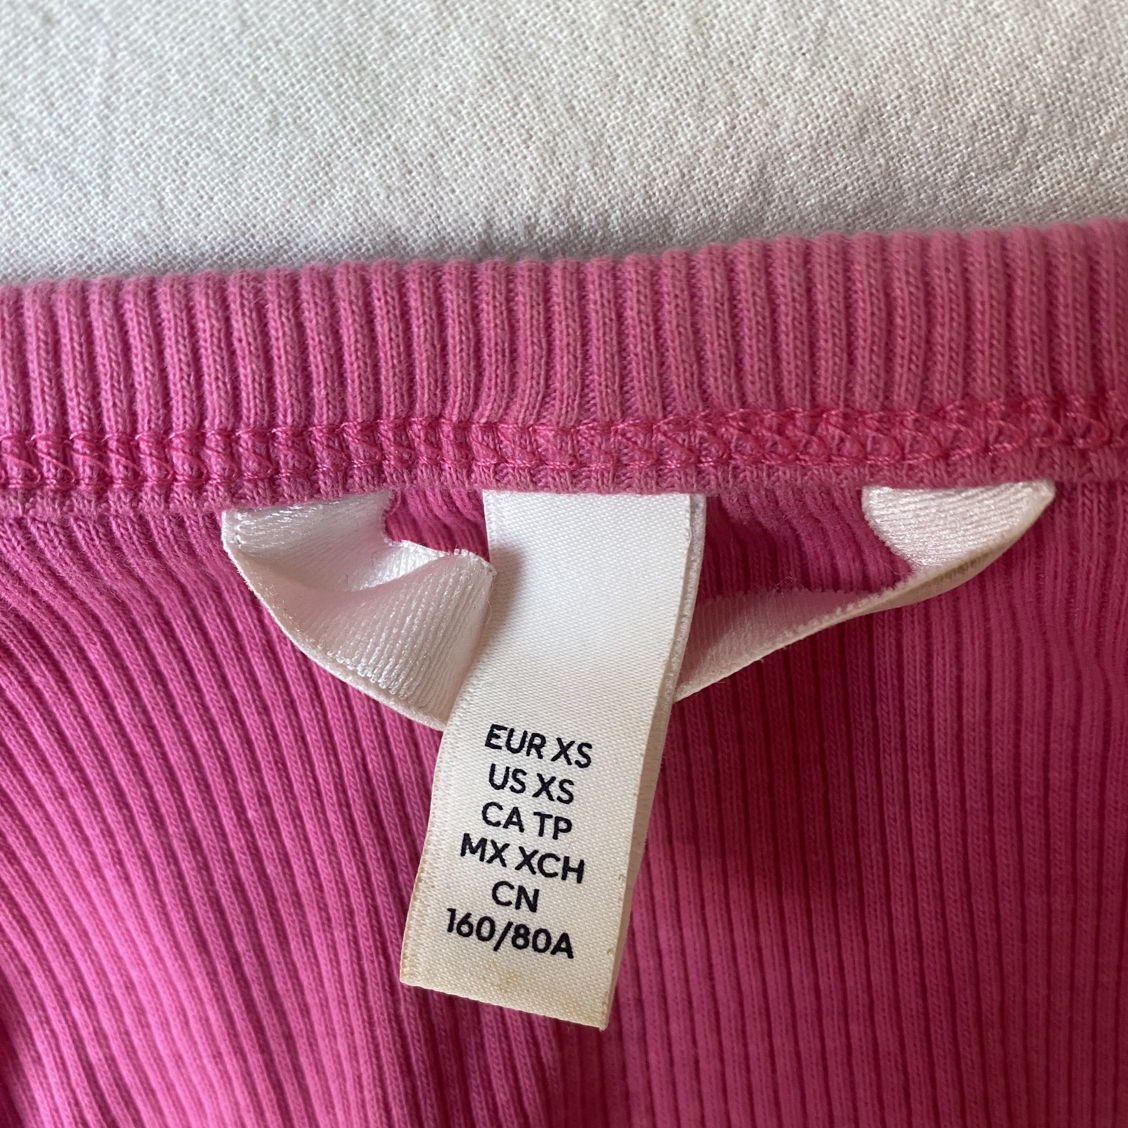 EUR XS
US XS
CA TP
MX XCH
CN
160/80A